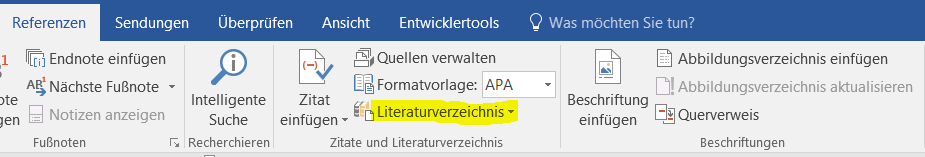 Referenzen Sendungen Überprüfen Ansicht Entwicklertools Was möchten Sie tun?
Endnote einfügen
Nächste Fußnote
Notizen anzeigen
Fußnoten
Intelligente
Suche
Recherchieren
Zitat
einfügen
Quellen verwalten
Formatvorlage: APA
Literaturverzeichnis
Zitate und Literaturverzeichnis
Beschriftung
einfügen
Abbildungsverzeichnis einfügen
Abbildungsverzeichnis aktualisieren
Querverweis
Beschriftungen